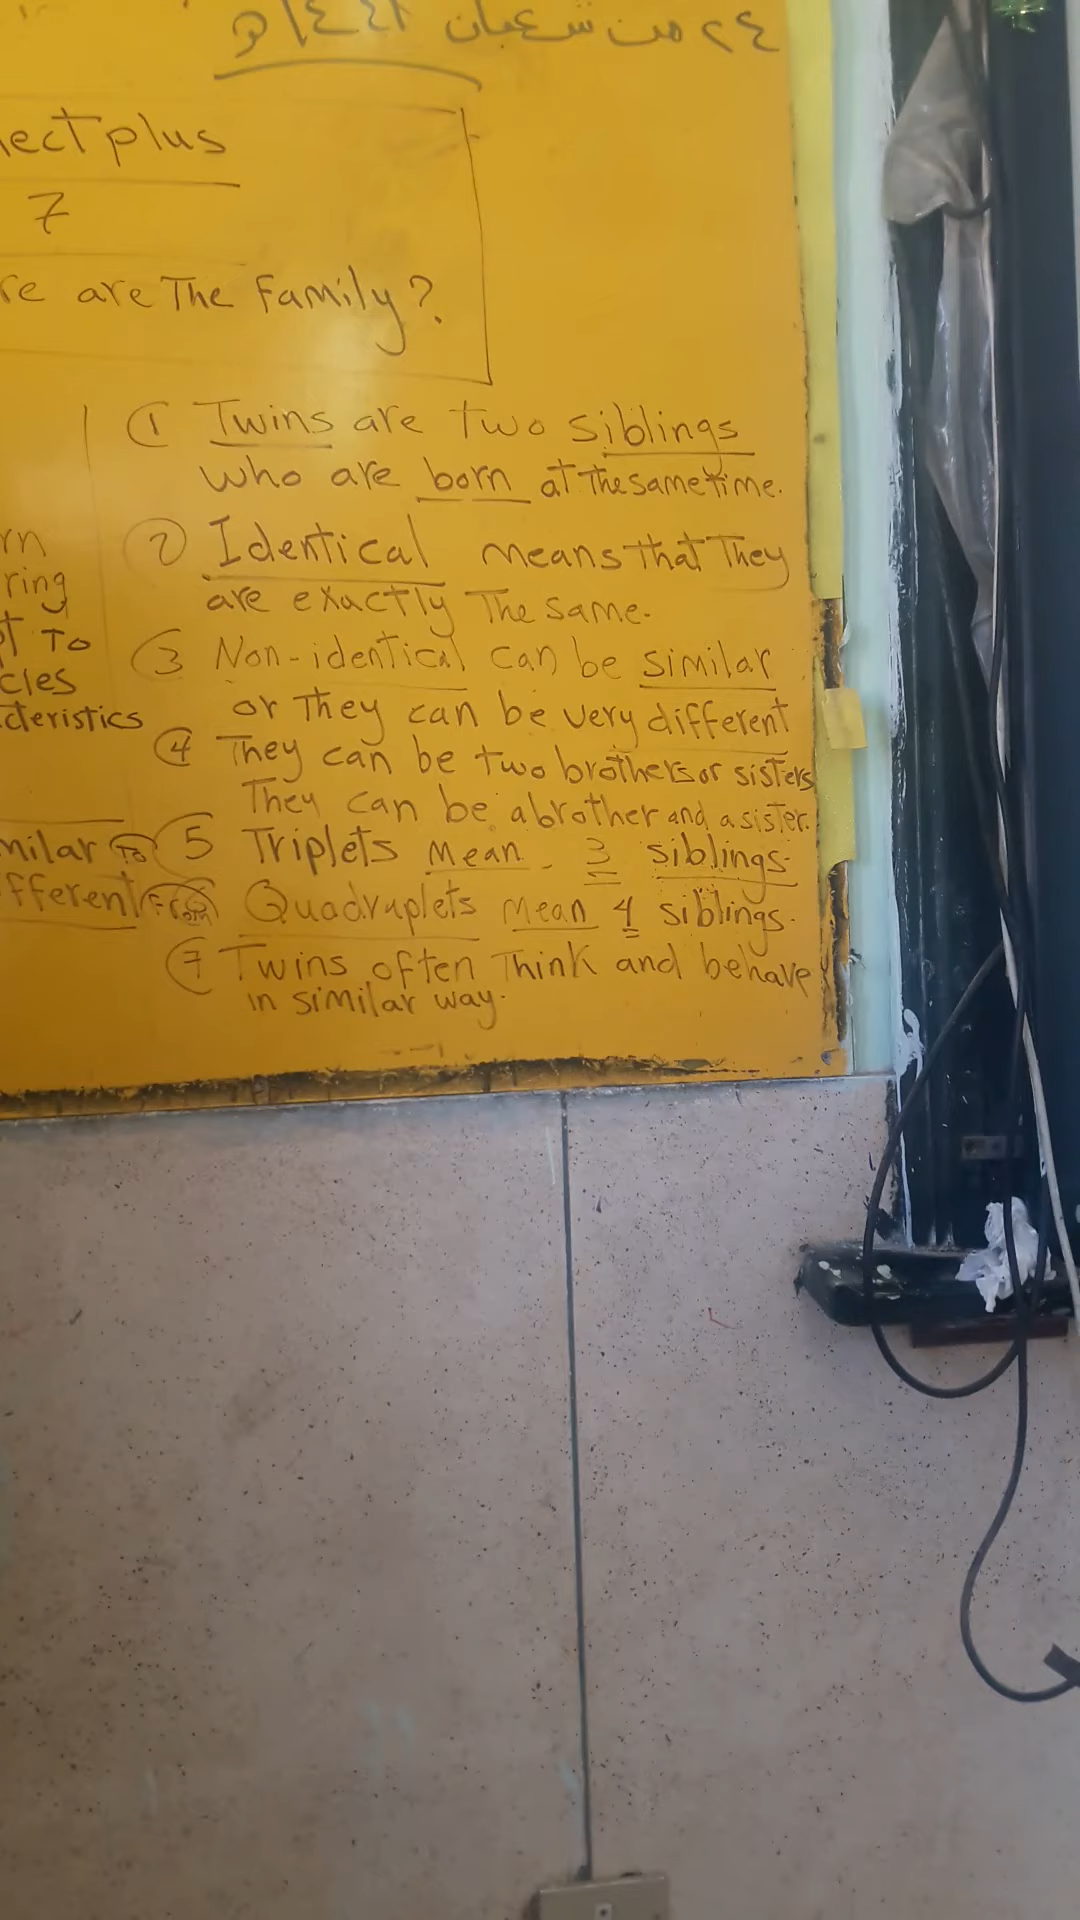 ٢٤ من شعبان
nect plus
7
re are The Family?
① Twins are two siblings
who are born at the same time.
② Identical means that They
are exactly The same.
③ Non-identical can be similar
or They can be very different
④ They can be two brothers or sisters
They can be a brother and a sister.
5 Triplets mean 3 siblings.
Quadruplets mean 4 siblings.
⑦ Twins often Think and behave
in similar way.
rn
ring
pt To
cles
cteristics
milar To
fferent From